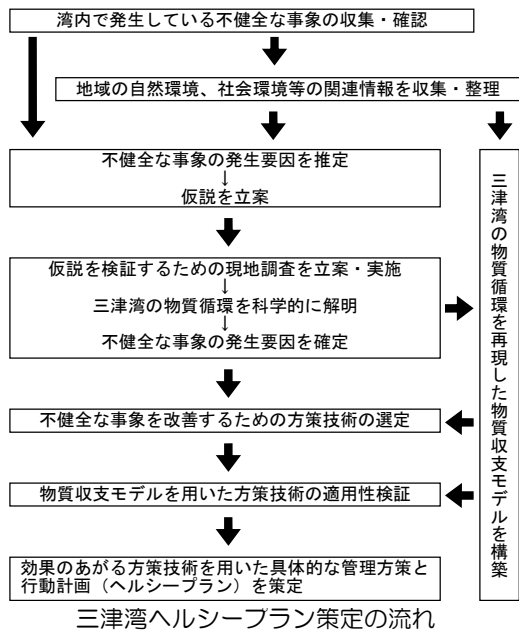 湾内で発生している不健全な事象の収集・確認
地域の自然環境、社会環境等の関連情報を収集・整理
不健全な事象の発生要因を推定
↓
仮説を立案
仮説を検証するための現地調査を立案・実施
↓
三津湾の物質循環を科学的に解明
↓
不健全な事象の発生要因を確定
三津湾の物質循環を再現した物質収支モデルを構築
不健全な事象を改善するための方策技術の選定
物質収支モデルを用いた方策技術の適用性検証
効果のあがる方策技術を用いた具体的な管理方策と
行動計画（ヘルシープラン）を策定
三津湾ヘルシープラン策定の流れ